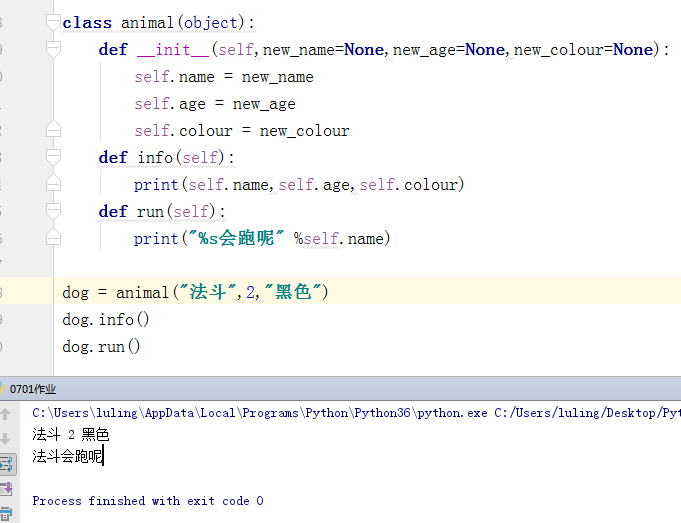 class animal(object):
def __init__(self,new_name=None,new_age=None,new_colour=None):
self.name = new_name
self.age = new_age
self.colour = new_colour
def info(self):
print(self.name,self.age,self.colour)
def run(self):
print("%s会跑呢" %self.name)
dog = animal("法斗",2,"黑色")
dog.info()
dog.run()
0701作业
C:\Users\luling\AppData\Local\Programs\Python\Python36\python.exe C:/Users/luling/Desktop/Pyt
法斗 2 黑色
法斗会跑呢
Process finished with exit code 0